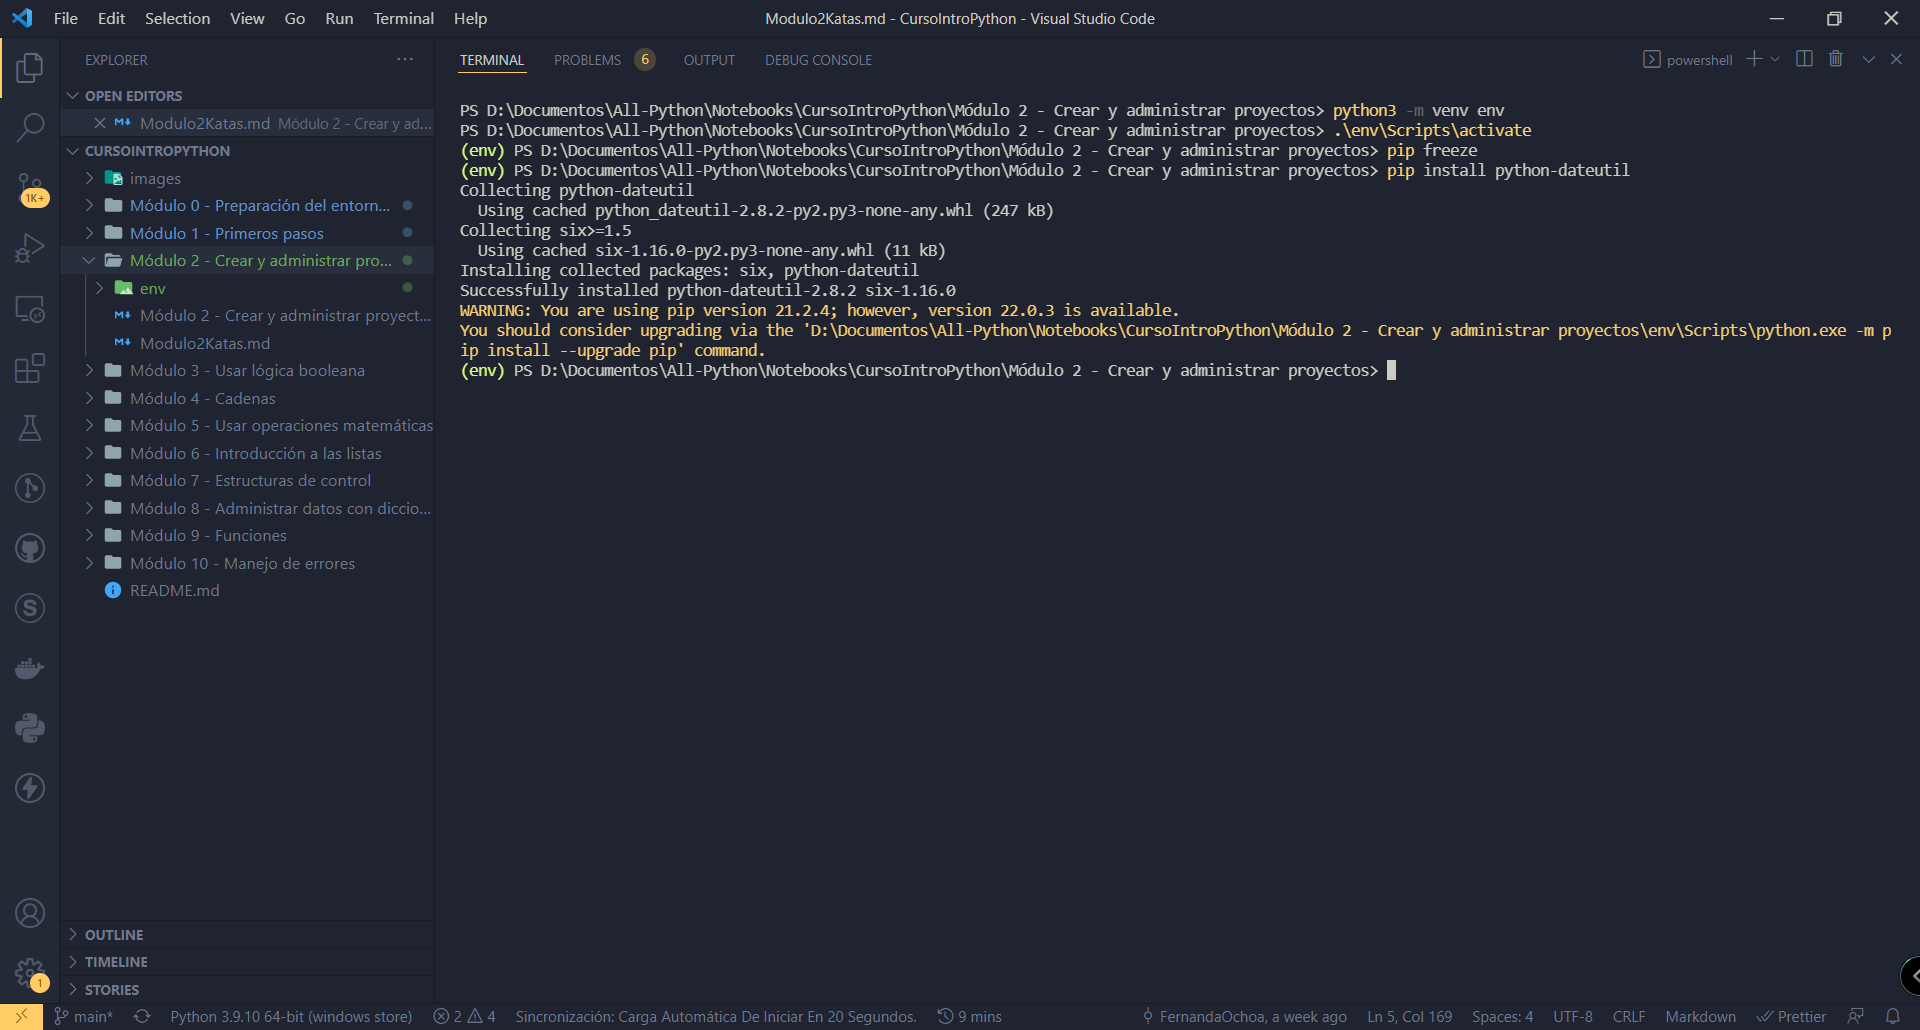 File Edit Selection View Go Run Terminal Help
Modulo2Katas.md - CursoIntroPython - Visual Studio Code
EXPLORER
OPEN EDITORS
Modulo2Katas.md Módulo 2 - Crear y ad...
CURSOINTROPYTHON
images
Módulo 0 - Preparación del entorn...
Módulo 1 - Primeros pasos
Módulo 2 - Crear y administrar pro...
env
Módulo 2 - Crear y administrar proyect...
Modulo2Katas.md
Módulo 3 - Usar lógica booleana
Módulo 4 - Cadenas
Módulo 5 - Usar operaciones matemáticas
Módulo 6 - Introducción a las listas
Módulo 7 - Estructuras de control
Módulo 8 - Administrar datos con diccio...
Módulo 9 - Funciones
Módulo 10 - Manejo de errores
README.md
OUTLINE
TIMELINE
STORIES
1K+
1
TERMINAL PROBLEMS 6 OUTPUT DEBUG CONSOLE
powershell
PS D:\Documentos\All-Python\Notebooks\CursoIntroPython\Módulo 2 - Crear y administrar proyectos> python3 -m venv env
PS D:\Documentos\All-Python\Notebooks\CursoIntroPython\Módulo 2 - Crear y administrar proyectos> .\env\Scripts\activate
(env) PS D:\Documentos\All-Python\Notebooks\CursoIntroPython\Módulo 2 - Crear y administrar proyectos> pip freeze
(env) PS D:\Documentos\All-Python\Notebooks\CursoIntroPython\Módulo 2 - Crear y administrar proyectos> pip install python-dateutil
Collecting python-dateutil
Using cached python_dateutil-2.8.2-py2.py3-none-any.whl (247 kB)
Collecting six>=1.5
Using cached six-1.16.0-py2.py3-none-any.whl (11 kB)
Installing collected packages: six, python-dateutil
Successfully installed python-dateutil-2.8.2 six-1.16.0
WARNING: You are using pip version 21.2.4; however, version 22.0.3 is available.
You should consider upgrading via the 'D:\Documentos\All-Python\Notebooks\CursoIntroPython\Módulo 2 - Crear y administrar proyectos\env\Scripts\python.exe -m p
ip install --upgrade pip' command.
(env) PS D:\Documentos\All-Python\Notebooks\CursoIntroPython\Módulo 2 - Crear y administrar proyectos>
main* Python 3.9.10 64-bit (windows store) 2 4 Sincronización: Carga Automática De Iniciar En 20 Segundos. 9 mins FernandaOchoa, a week ago Ln 5, Col 169 Spaces: 4 UTF-8 CRLF Markdown Prettier